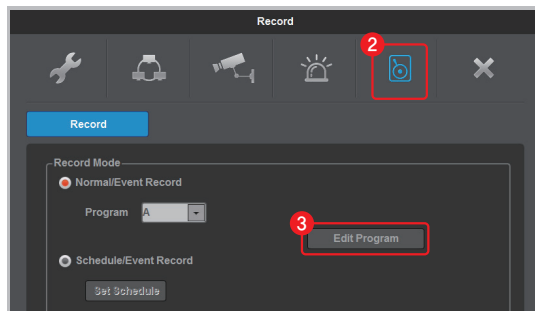 Record
2
Record
Record Mode
Normal/Event Record
Program A
3
Edit Program
Schedule/Event Record
Set Schedule